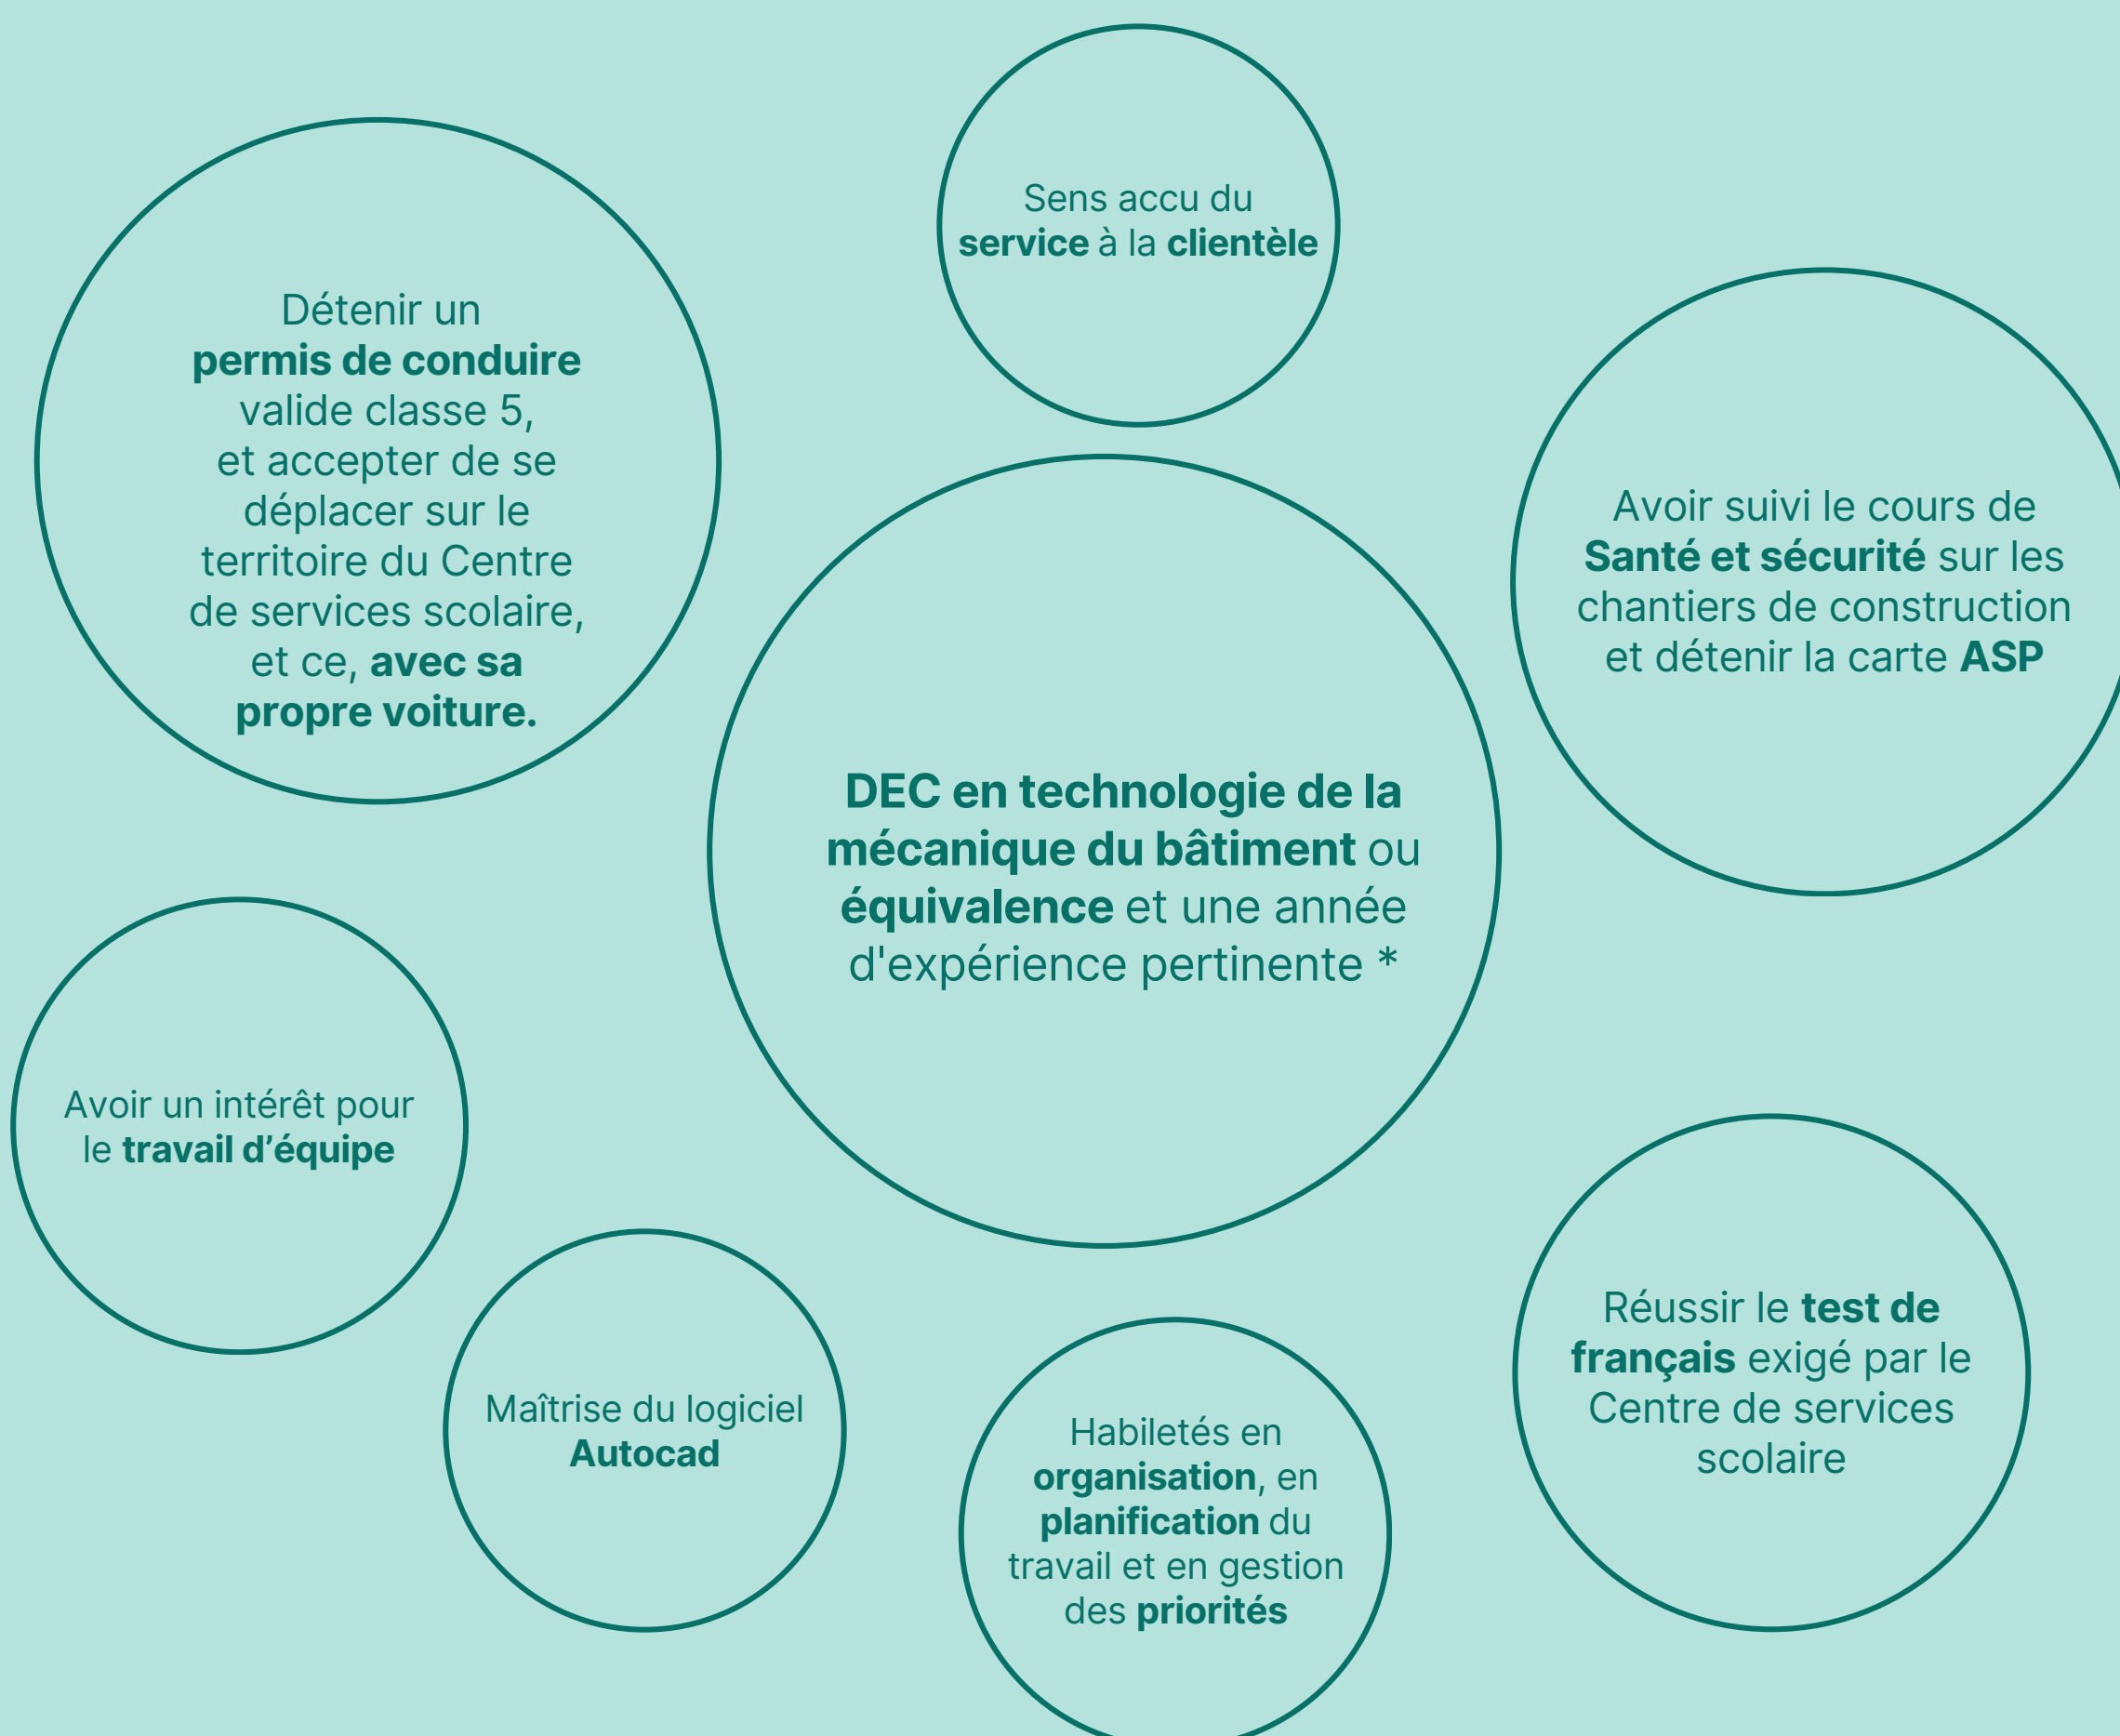 Sens accu du
service à la clientèle
Détenir un
permis de conduire
valide classe 5,
et accepter de se
déplacer sur le
territoire du Centre
de services scolaire,
et ce, avec sa
propre voiture.
Avoir suivi le cours de
Santé et sécurité sur les
chantiers de construction
et détenir la carte ASP
DEC en technologie de la
mécanique du bâtiment ou
équivalence et une année
d'expérience pertinente *
Avoir un intérêt pour
le travail d’équipe
Maîtrise du logiciel
Autocad
Habiletés en
organisation, en
planification du
travail et en gestion
des priorités
Réussir le test de
français exigé par le
Centre de services
scolaire